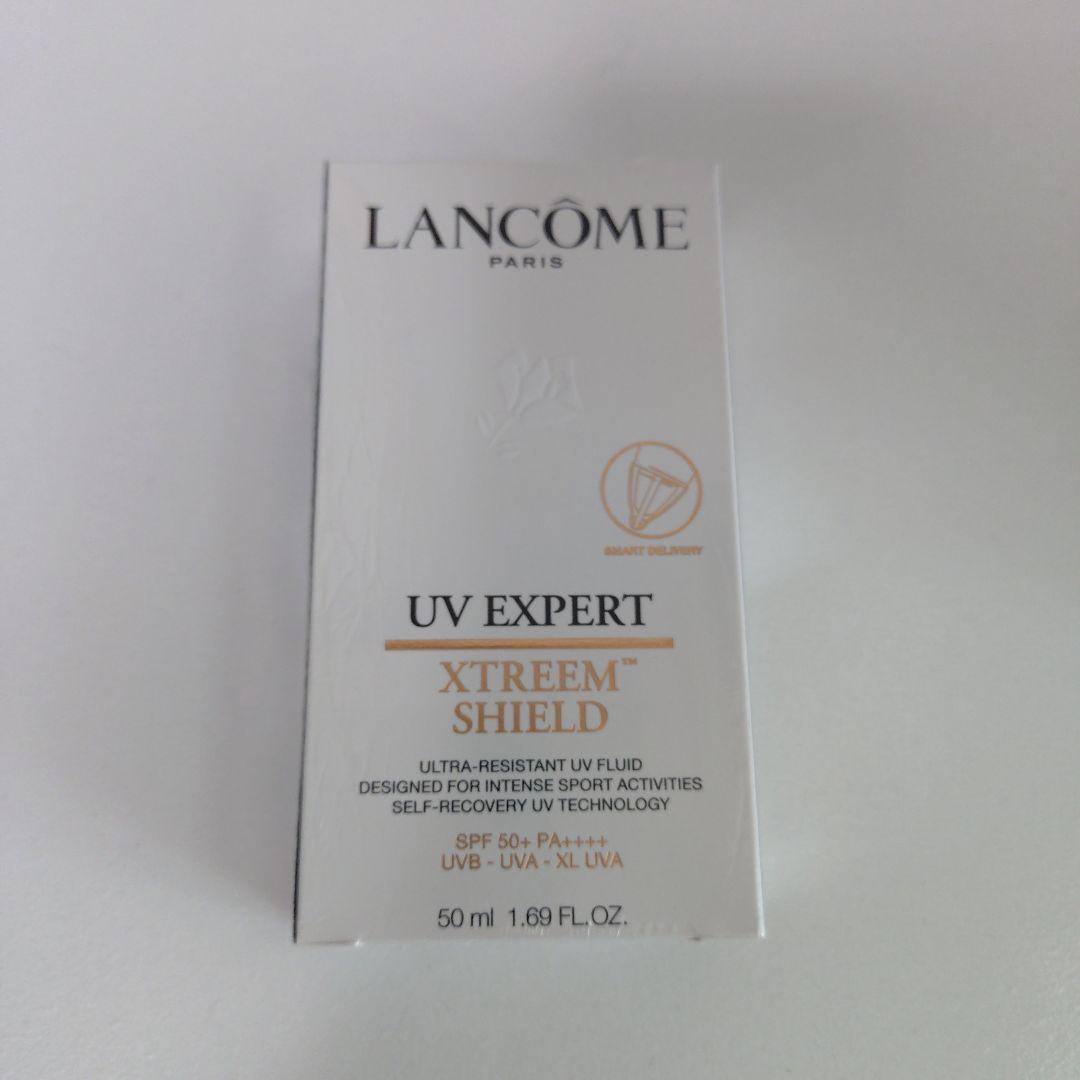 LANCÔME
PARIS
SMART DELIVERY
UV EXPERT
XTREEM™
SHIELD
ULTRA-RESISTANT UV FLUID
DESIGNED FOR INTENSE SPORT ACTIVITIES
SELF-RECOVERY UV TECHNOLOGY
SPF 50+ PA++++
UVB - UVA - XL UVA
50 ml 1.69 FL.OZ.